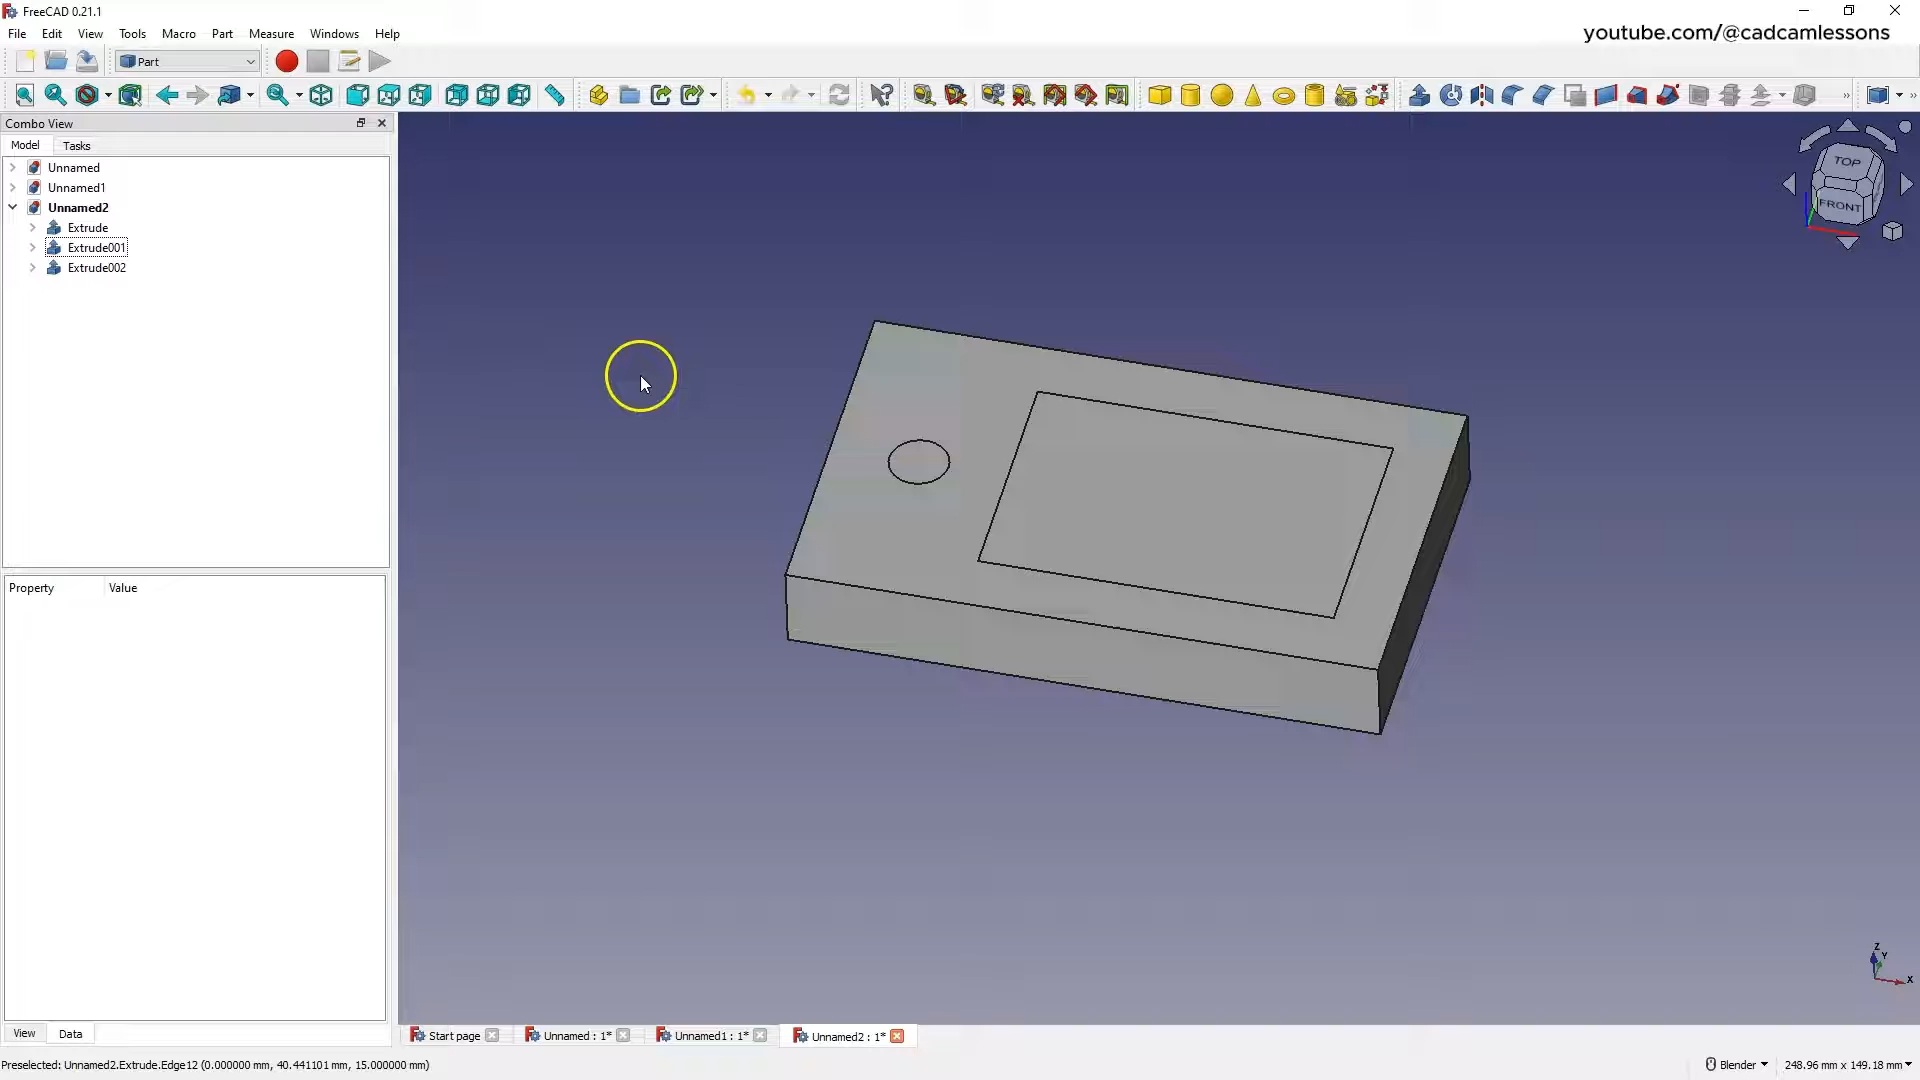 FreeCAD 0.21.1
File Edit View Tools Macro Part Measure Windows Help
youtube.com/@cadcamlessons
Part
Combo View
Model Tasks
Unnamed
Unnamed1
Unnamed2
Extrude
Extrude001
Extrude002
TOP
FRONT
Property Value
Z
Y
X
View Data
Start page Unnamed : 1* Unnamed1 : 1* Unnamed2 : 1*
Preselected: Unnamed2.Extrude.Edge12 (0.000000 mm, 40.441101 mm, 15.000000 mm)
Blender 248.96 mm x 149.18 mm